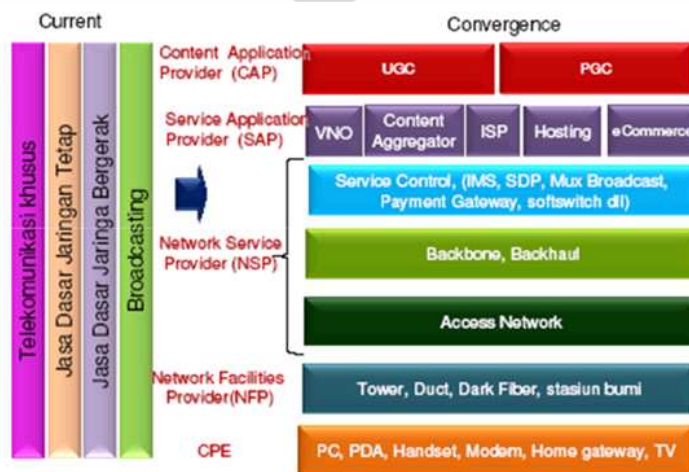 Current
Convergence
Telekomunikasi khusus
Jasa Dasar Jaringan Tetap
Jasa Dasar Jaringa Bergerak
Broadcasting
Content Application
Provider (CAP)
UGC
PGC
Service Application
Provider (SAP)
VNO
Content
Aggregator
ISP
Hosting
eCommerce
Service Control, (IMS, SDP, Mux Broadcast,
Payment Gateway, softswitch dll)
Network Service
Provider (NSP)
Backbone, Backhaul
Access Network
Network Facilities
Provider(NFP)
Tower, Duct, Dark Fiber, stasiun bumi
CPE
PC, PDA, Handset, Modem, Home gateway, TV